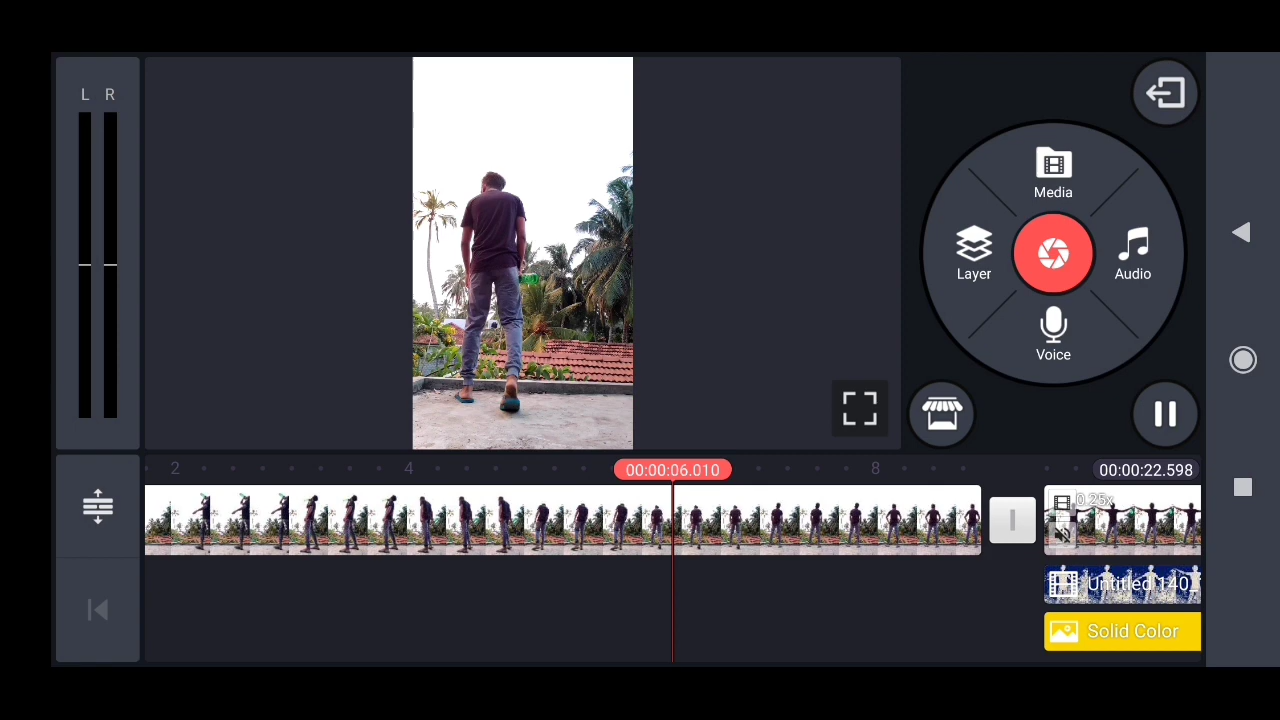 L R
Media
Layer
Audio
Voice
2 4 00:00:06.010 8 00:00:22.598
0.25x
Untitled 140
Solid Color